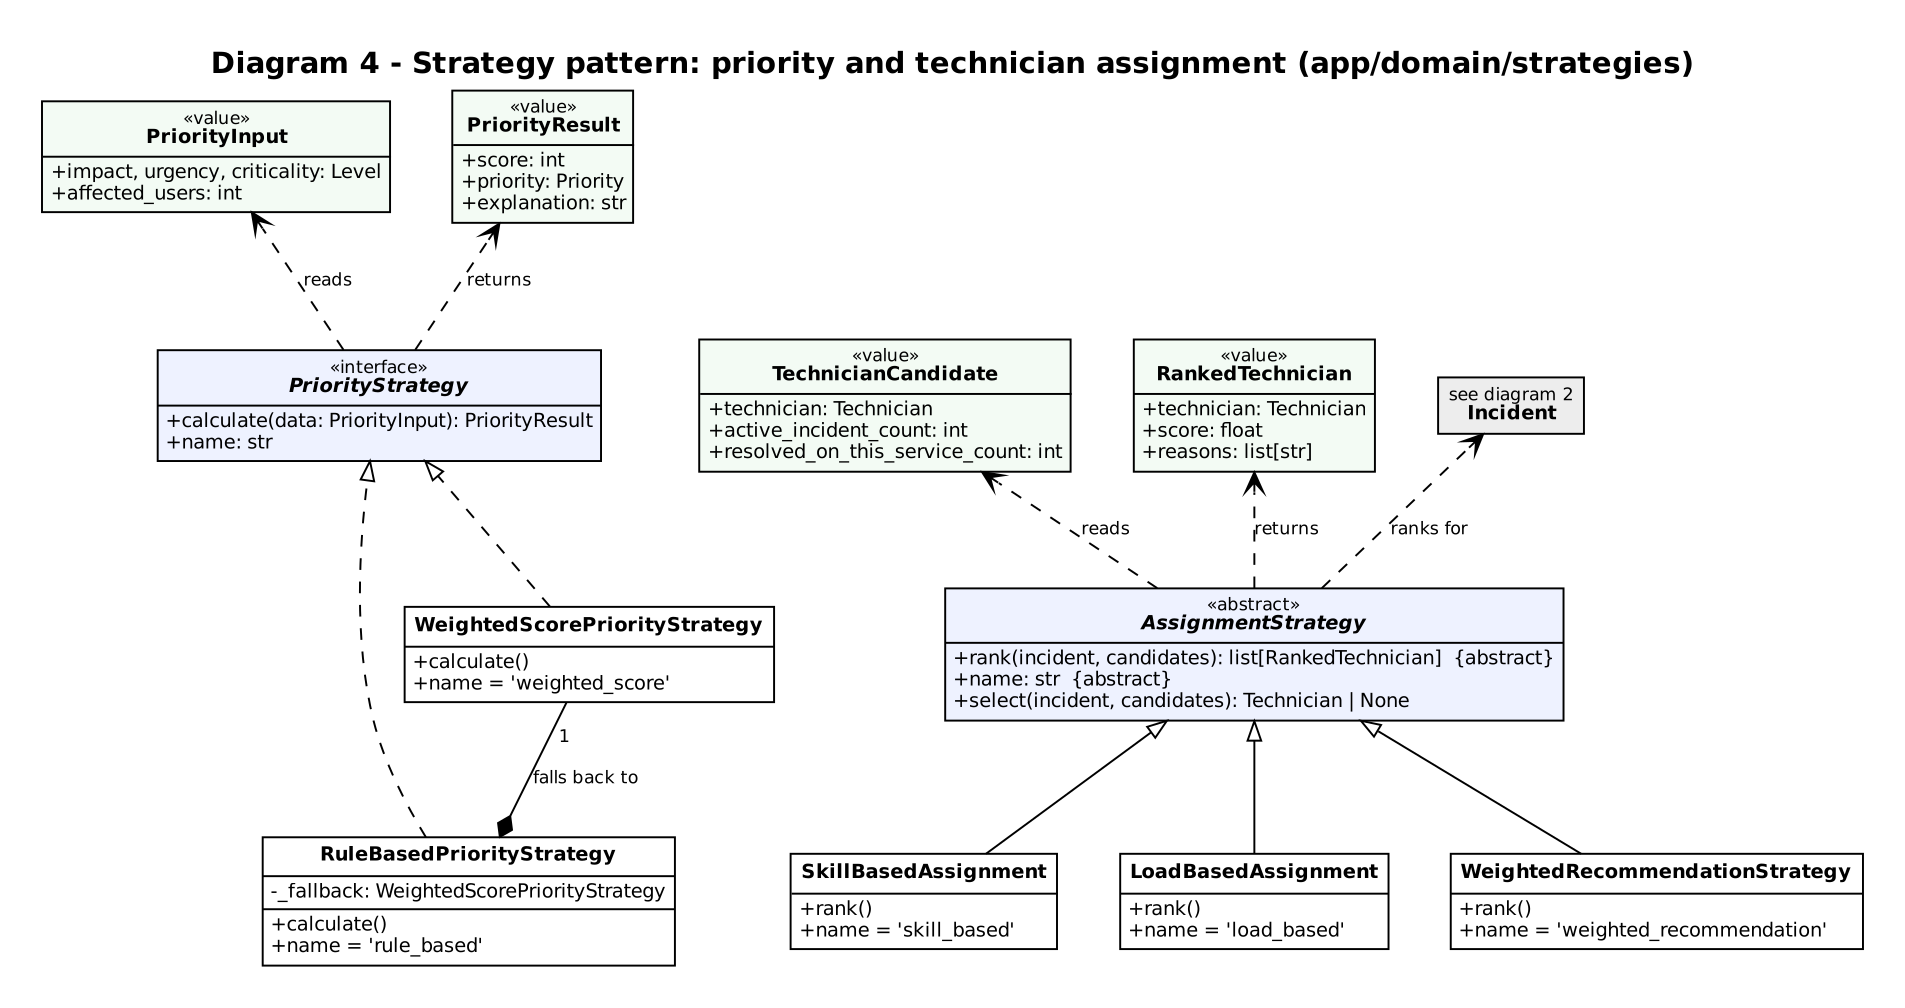 Diagram 4 - Strategy pattern: priority and technician assignment (app/domain/strategies)
«value»
PriorityInput
+impact, urgency, criticality: Level
+affected_users: int
«value»
PriorityResult
+score: int
+priority: Priority
+explanation: str
reads
returns
«interface»
PriorityStrategy
+calculate(data: PriorityInput): PriorityResult
+name: str
«value»
TechnicianCandidate
+technician: Technician
+active_incident_count: int
+resolved_on_this_service_count: int
«value»
RankedTechnician
+technician: Technician
+score: float
+reasons: list[str]
see diagram 2
Incident
reads
returns
ranks for
WeightedScorePriorityStrategy
+calculate()
+name = 'weighted_score'
«abstract»
AssignmentStrategy
+rank(incident, candidates): list[RankedTechnician]  {abstract}
+name: str  {abstract}
+select(incident, candidates): Technician | None
1
falls back to
RuleBasedPriorityStrategy
-_fallback: WeightedScorePriorityStrategy
+calculate()
+name = 'rule_based'
SkillBasedAssignment
+rank()
+name = 'skill_based'
LoadBasedAssignment
+rank()
+name = 'load_based'
WeightedRecommendationStrategy
+rank()
+name = 'weighted_recommendation'